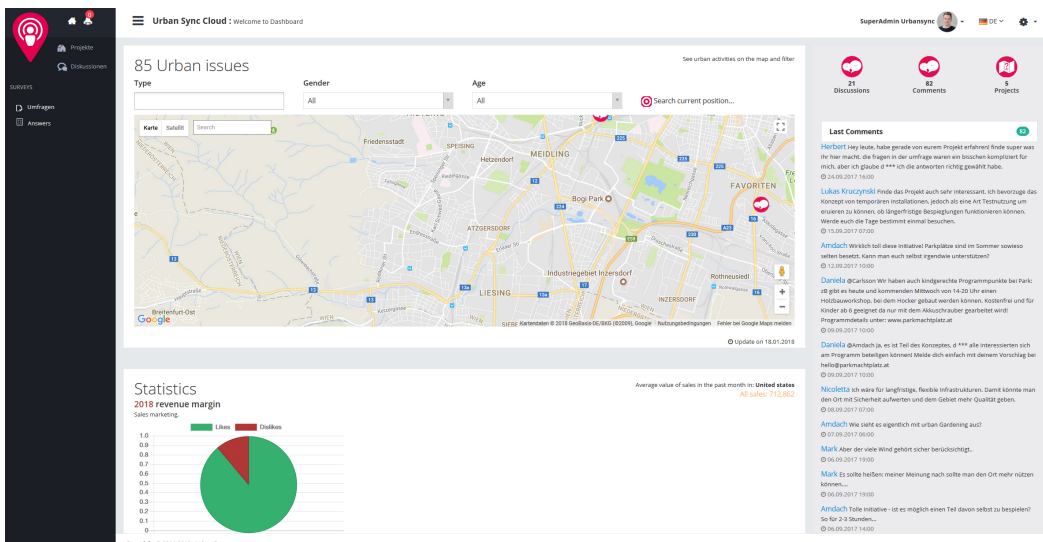 0
Urban Sync Cloud : Welcome to Dashboard
SuperAdmin Urbansync
DE
Projekte
Diskussionen
SURVEYS
Umfragen
Answers
85 Urban issues
See urban activities on the map and filter
Type
Gender
Age
All
All
Search current position...
Karte
Satellit
Search
Friedensstadt
SPEISING
Hetzendorf
MEIDLING
FAVORITEN
Bogi Park
ATZGERSDORF
Industriegebiet Inzersdorf
Rothneusiedl
LIESING
INZERSDORF
Breitenfurt-Ost
Google
Kartendaten © 2018 GeoBasis-DE/BKG (©2009), Google
Nutzungsbedingungen
Fehler bei Google Maps melden
Update on 18.01.2018
Statistics
2018 revenue margin
Sales marketing.
Average value of sales in the past month in: United states
All sales: 712,862
Likes
Dislikes
1.0
0.9
0.8
0.7
0.6
0.5
0.4
0.3
0.2
0.1
0
21
Discussions
82
Comments
5
Projects
Last Comments
82
Herbert Hey leute, habe gerade von eurem Projekt erfahren! finde super was
ihr hier macht. die fragen in der umfrage waren ein bisschen kompliziert für
mich, aber ich glaube d *** ich die antworten richtig gewählt habe.
24.09.2017 16:00
Lukas Kruczynski Finde das Projekt auch sehr interessant. Ich bevorzuge das
Konzept von temporären Installationen, jedoch als eine Art Testnutzung um
eruieren zu können, ob längerfristige Bespieglungen funktionieren können.
Werde euch die Tage bestimmt einmal besuchen.
15.09.2017 07:00
Amdach Wirklich toll diese Initiative! Parkplätze sind im Sommer sowieso
selten besetzt. Kann man euch selbst irgendwie unterstützen?
12.09.2017 10:00
Daniela @Carlsson Wir haben auch kindgerechte Programmpunkte bei Park:
zB gibt es heute und kommenden Mittwoch von 14-20 Uhr einen
Holzbauworkshop, bei dem Hocker gebaut werden können. Kostenfrei und für
Kinder ab 6 geeignet da nur mit dem Akkuschrauber gearbeitet wird!
Programmdetails unter: www.parkmachtplatz.at
09.09.2017 10:00
Daniela @Amdach Ja, es ist Teil des Konzeptes, d *** alle Interessierten sich
am Programm beteiligen können! Melde dich einfach mit deinem Vorschlag bei
hello@parkmachtplatz.at
09.09.2017 10:00
Nicoletta Ich wäre für langfristige, flexible Infrastrukturen. Damit könnte man
den Ort mit Sicherheit aufwerten und dem Gebiet mehr Qualität geben.
08.09.2017 07:00
Amdach Wie sieht es eigentlich mit urban Gardening aus?
07.09.2017 06:00
Mark Aber der viele Wind gehört sicher berücksichtigt..
06.09.2017 19:00
Mark Es sollte heißen: meiner Meinung nach sollte man den Ort mehr nützen
können....
06.09.2017 19:00
Amdach Tolle Initiative - ist es möglich einen Teil davon selbst zu bespielen?
So für 2-3 Stunden...
06.09.2017 14:00